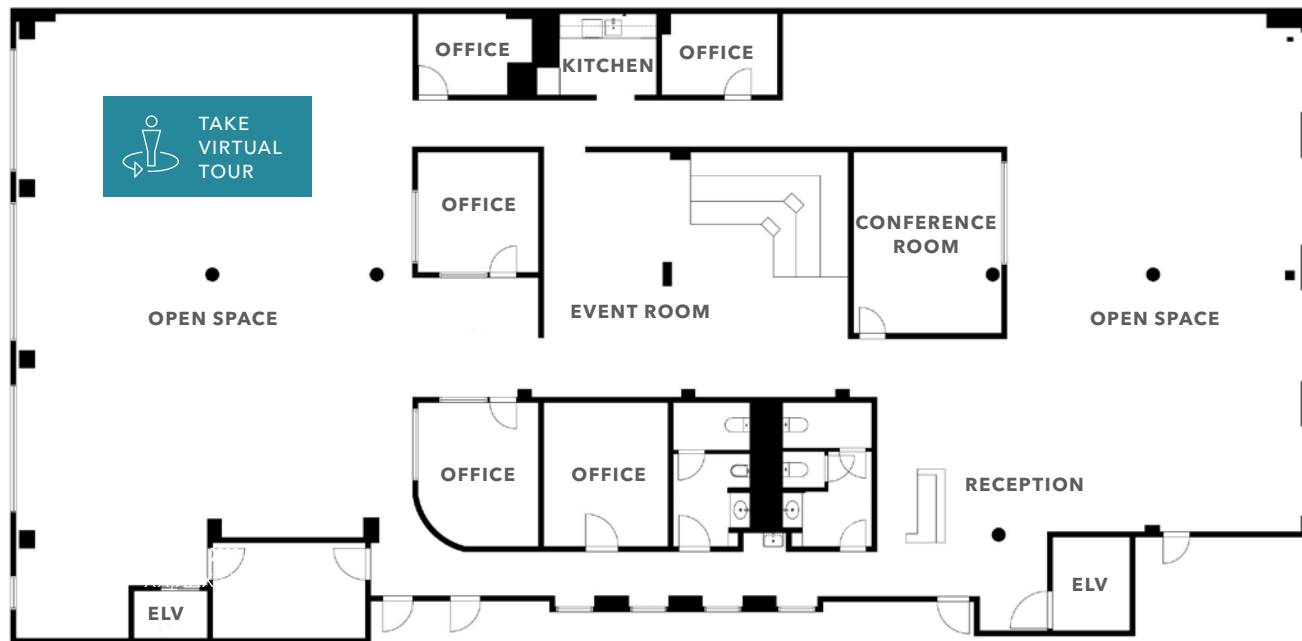 OFFICE
KITCHEN
OFFICE
TAKE
VIRTUAL
TOUR
OFFICE
CONFERENCE
ROOM
OPEN SPACE
EVENT ROOM
OPEN SPACE
OFFICE
OFFICE
RECEPTION
ELV
ELV